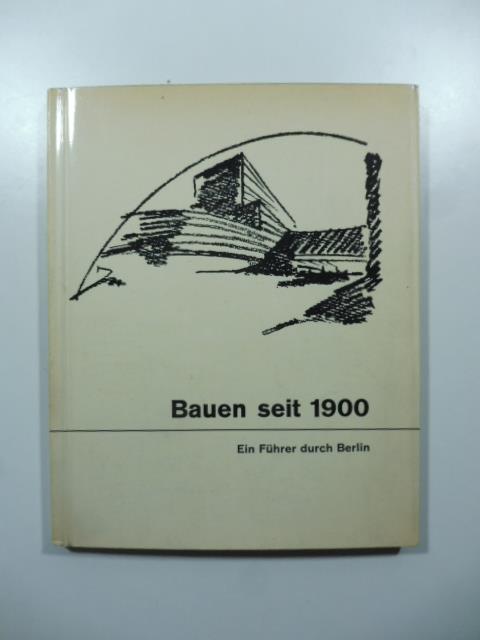 Bauen seit 1900
Ein Führer durch Berlin